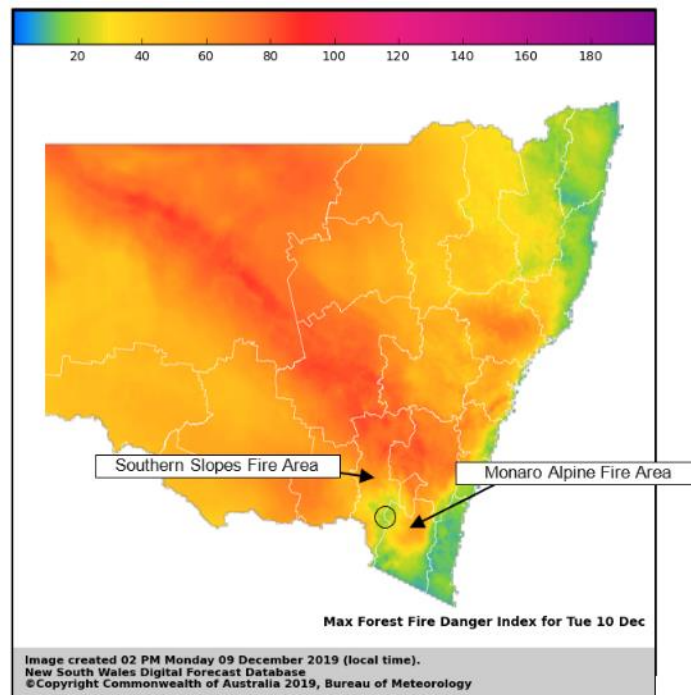 20 40 60 80 100 120 140 160 180
Southern Slopes Fire Area
Monaro Alpine Fire Area
Max Forest Fire Danger Index for Tue 10 Dec
Image created 02 PM Monday 09 December 2019 (local time).
New South Wales Digital Forecast Database
©Copyright Commonwealth of Australia 2019, Bureau of Meteorology